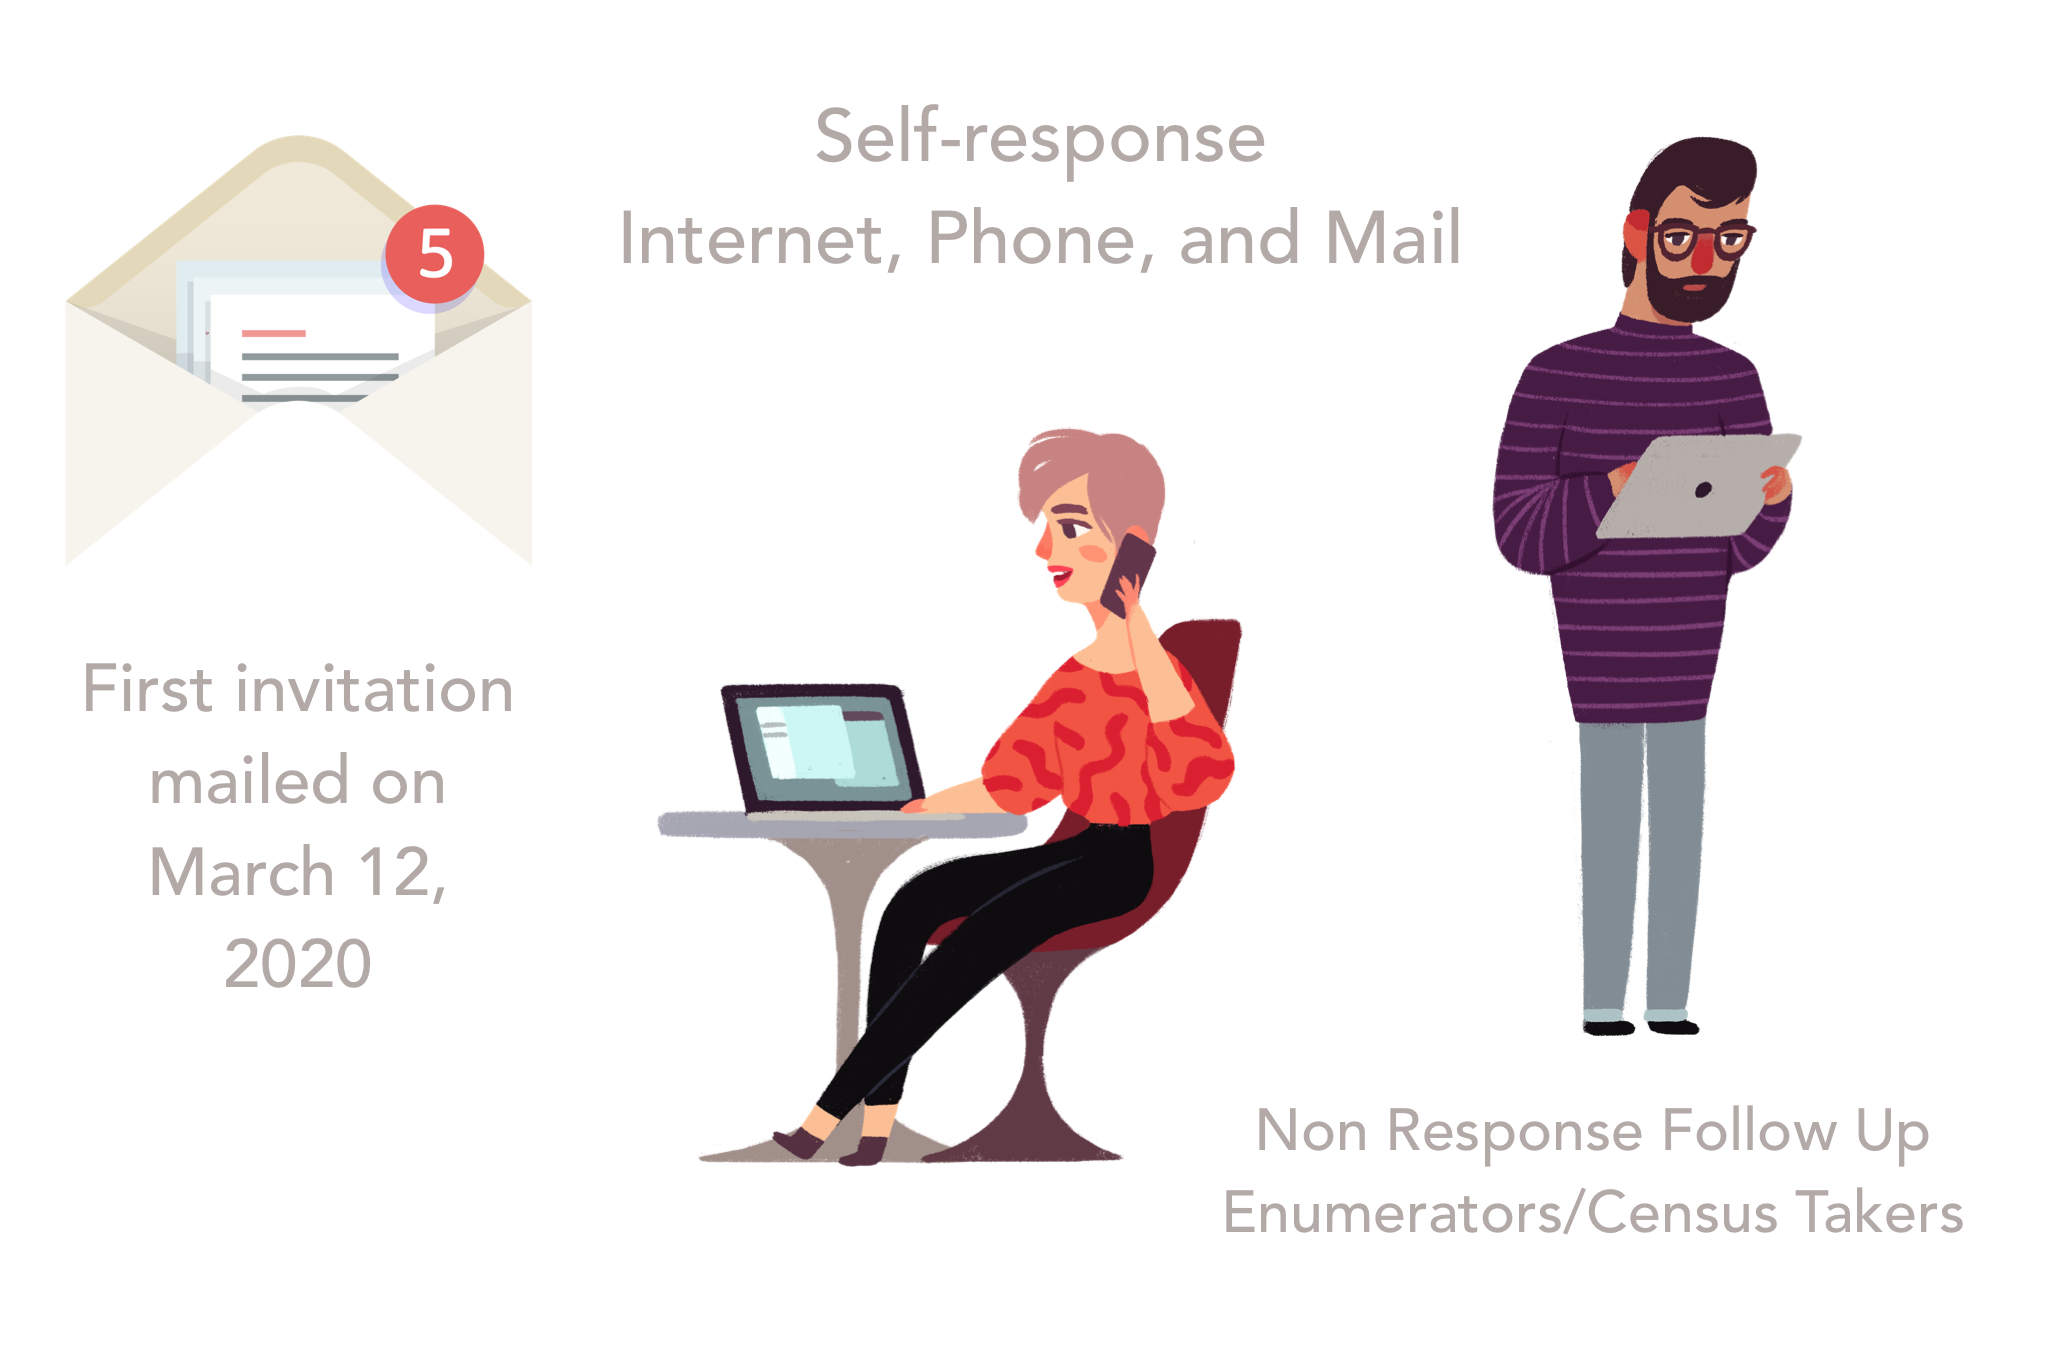 5
First invitation
mailed on
March 12,
2020
Self-response
Internet, Phone, and Mail
Non Response Follow Up
Enumerators/Census Takers